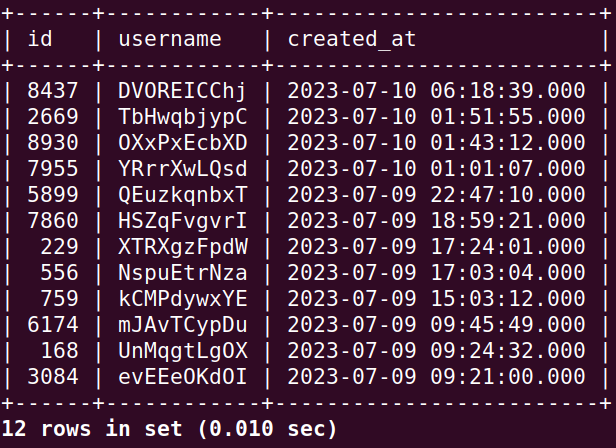 +------+------------+-------------------------+
| id   | username   | created_at              |
+------+------------+-------------------------+
| 8437 | DVOREICChj | 2023-07-10 06:18:39.000 |
| 2669 | TbHwqbjypC | 2023-07-10 01:51:55.000 |
| 8930 | OXxPxEcbXD | 2023-07-10 01:43:12.000 |
| 7955 | YRrrXwLQsd | 2023-07-10 01:01:07.000 |
| 5899 | QEuzkqnbxT | 2023-07-09 22:47:10.000 |
| 7860 | HSZqFvgvrI | 2023-07-09 18:59:21.000 |
|  229 | XTRXgzFpdW | 2023-07-09 17:24:01.000 |
|  556 | NspuEtrNza | 2023-07-09 17:03:04.000 |
|  759 | kCMPdywxYE | 2023-07-09 15:03:12.000 |
| 6174 | mJAvTCypDu | 2023-07-09 09:45:49.000 |
|  168 | UnMqgtLgOX | 2023-07-09 09:24:32.000 |
| 3084 | evEEeOKdOI | 2023-07-09 09:21:00.000 |
+------+------------+-------------------------+
12 rows in set (0.010 sec)